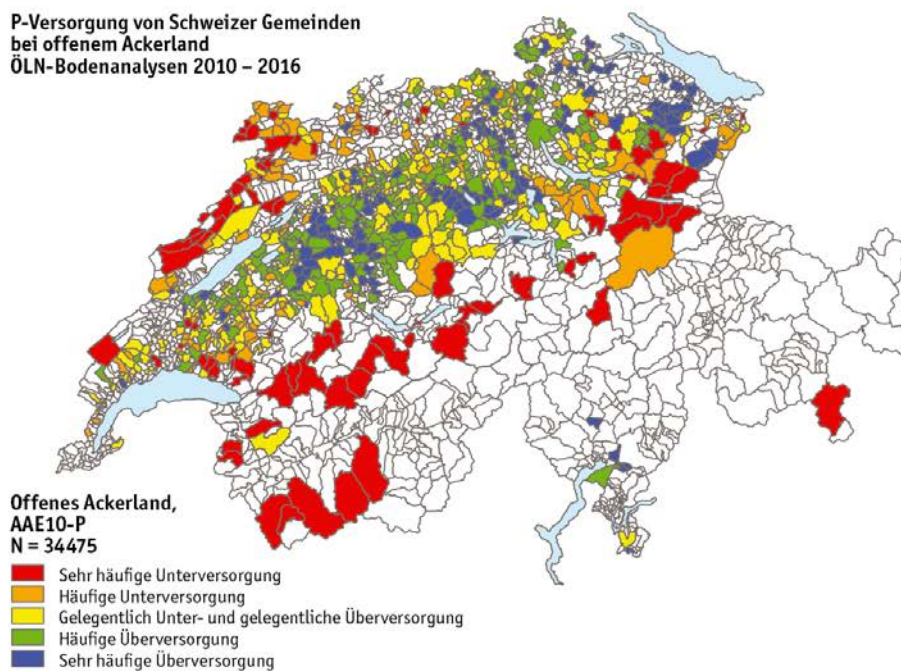 P-Versorgung von Schweizer Gemeinden
bei offenem Ackerland
ÖLN-Bodenanalysen 2010 – 2016
Offenes Ackerland,
AAE10-P
N = 34475
Sehr häufige Unterversorgung
Häufige Unterversorgung
Gelegentlich Unter- und gelegentliche Überversorgung
Häufige Überversorgung
Sehr häufige Überversorgung